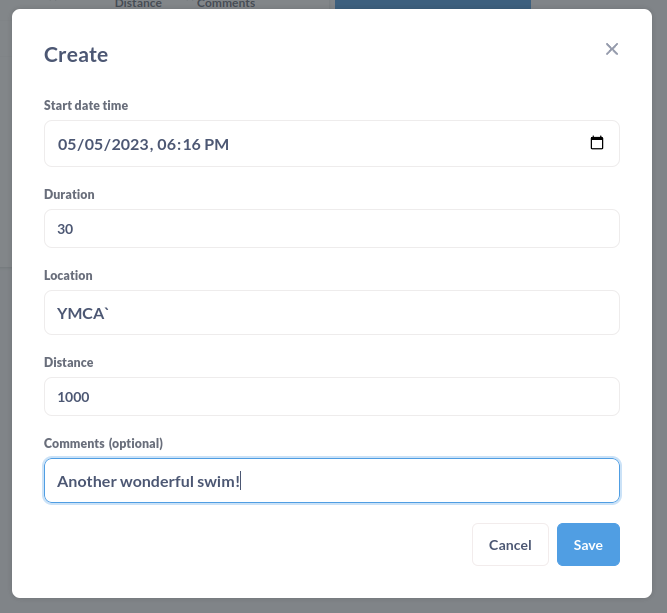 Distance Comments
Create
Start date time
05/05/2023, 06:16 PM
Duration
30
Location
YMCA`
Distance
1000
Comments (optional)
Another wonderful swim!
Cancel Save